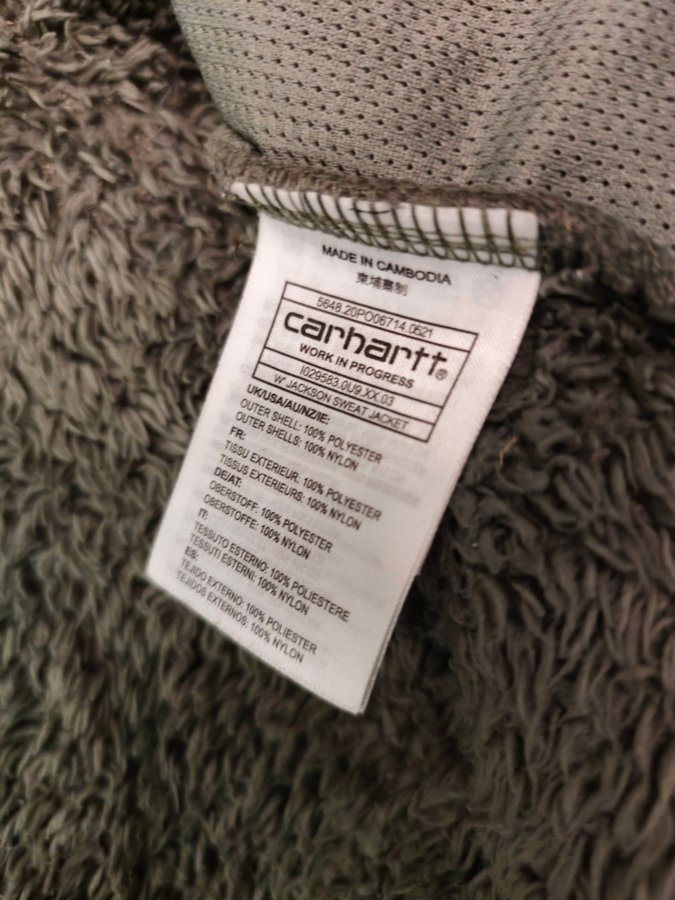 MADE IN CAMBODIA
柬埔寨制
5648.20PO06714.0521
carhartt®
WORK IN PROGRESS
I029583.0U9.XX.03
W' JACKSON SWEAT JACKET
UK/USA/AU/NZ/IE:
OUTER SHELL: 100% POLYESTER
OUTER SHELLS: 100% NYLON
FR:
TISSU EXTERIEUR: 100% POLYESTER
TISSUS EXTERIEURS: 100% NYLON
DE/AT:
OBERSTOFF: 100% POLYESTER
OBERSTOFFE: 100% NYLON
IT:
TESSUTO ESTERNO: 100% POLIESTERE
TESSUTI ESTERNI: 100% NYLON
ES:
TEJIDO EXTERNO: 100% POLIESTER
TEJIDOS EXTERNOS: 100% NYLON